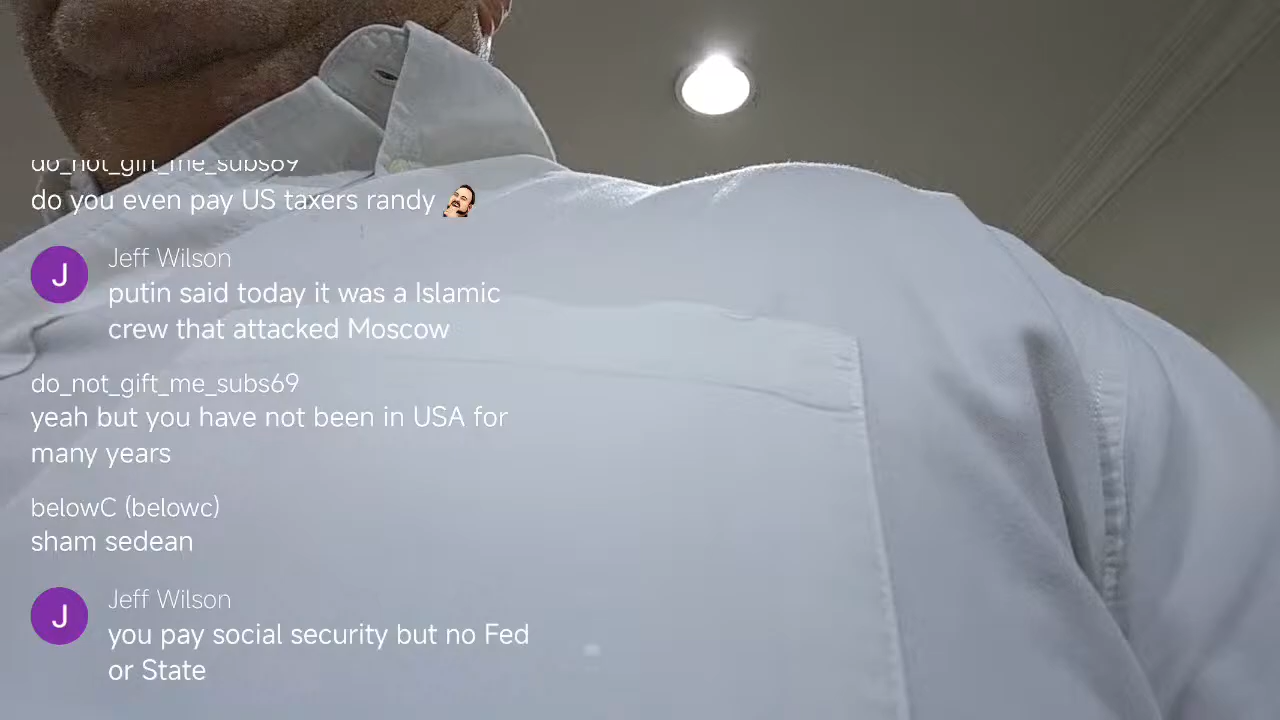 do_not_gift_me_subs69
do you even pay US taxers randy
J
Jeff Wilson
putin said today it was a Islamic
crew that attacked Moscow
do_not_gift_me_subs69
yeah but you have not been in USA for
many years
belowC (belowc)
sham sedean
J
Jeff Wilson
you pay social security but no Fed
or State